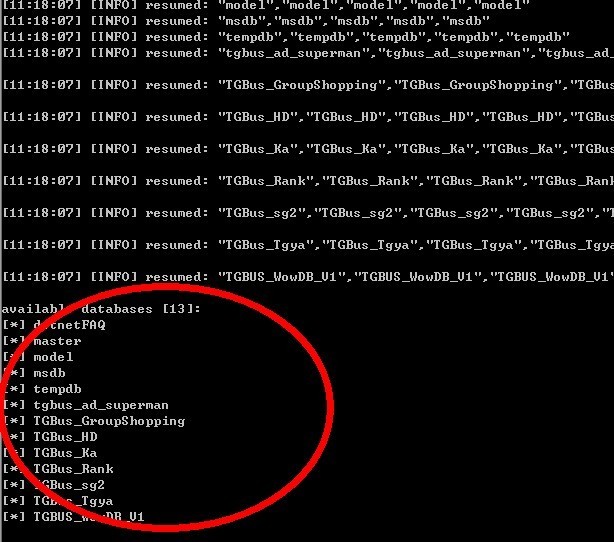 [11:18:07] [INFO] resumed: "model","model","model","model","model"
[11:18:07] [INFO] resumed: "msdb","msdb","msdb","msdb","msdb"
[11:18:07] [INFO] resumed: "tempdb","tempdb","tempdb","tempdb","tempdb"
[11:18:07] [INFO] resumed: "tgbus_ad_superman","tgbus_ad_superman","tgbus_ad_
[11:18:07] [INFO] resumed: "TGBus_GroupShopping","TGBus_GroupShopping","TGBus
[11:18:07] [INFO] resumed: "TGBus_HD","TGBus_HD","TGBus_HD","TGBus_HD","TGBus
[11:18:07] [INFO] resumed: "TGBus_Ka","TGBus_Ka","TGBus_Ka","TGBus_Ka","TGBus
[11:18:07] [INFO] resumed: "TGBus_Rank","TGBus_Rank","TGBus_Rank","TGBus_Rank
[11:18:07] [INFO] resumed: "TGBus_sg2","TGBus_sg2","TGBus_sg2","TGBus_sg2","T
[11:18:07] [INFO] resumed: "TGBus_Tgya","TGBus_Tgya","TGBus_Tgya","TGBus_Tgya
[11:18:07] [INFO] resumed: "TGBUS_WowDB_V1","TGBUS_WowDB_V1","TGBUS_WowDB_V1"
available databases [13]:
[*] dotnetFAQ
[*] master
[*] model
[*] msdb
[*] tempdb
[*] tgbus_ad_superman
[*] TGBus_GroupShopping
[*] TGBus_HD
[*] TGBus_Ka
[*] TGBus_Rank
[*] TGBus_sg2
[*] TGBus_Tgya
[*] TGBUS_WowDB_V1